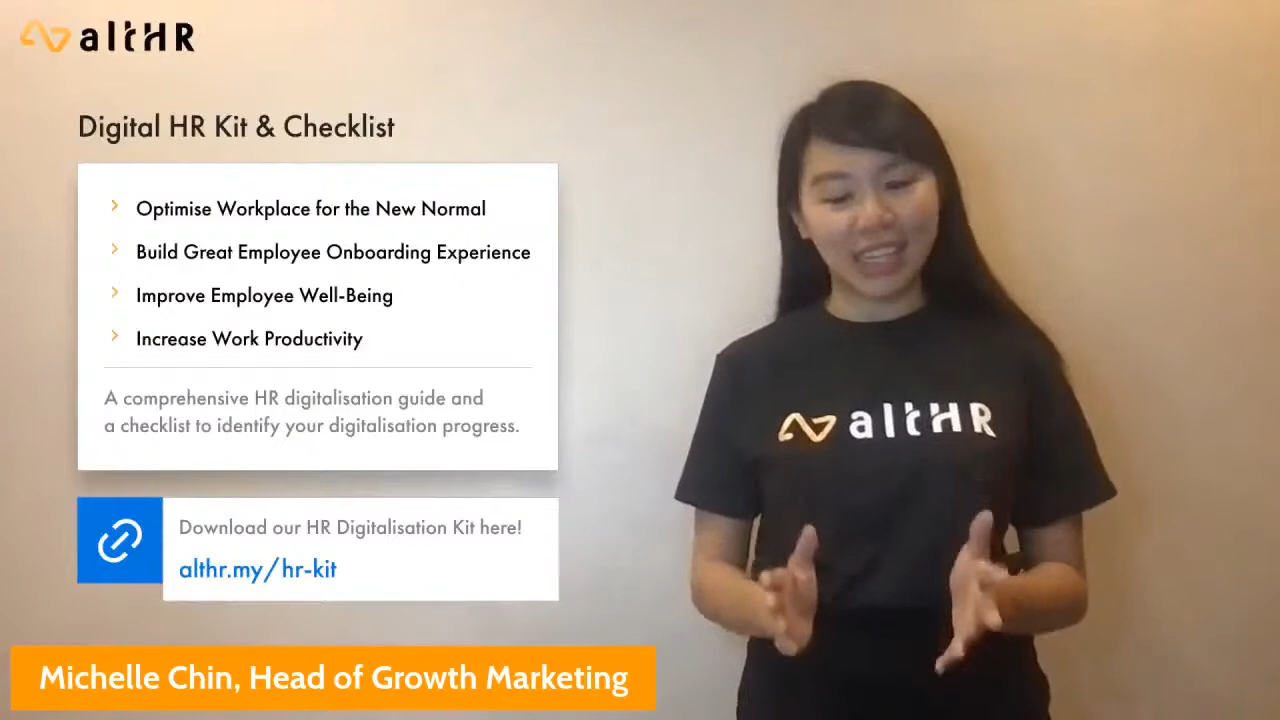 altHR
Digital HR Kit & Checklist
Optimise Workplace for the New Normal
Build Great Employee Onboarding Experience
Improve Employee Well-Being
Increase Work Productivity
A comprehensive HR digitalisation guide and
a checklist to identify your digitalisation progress.
Download our HR Digitalisation Kit here!
althr.my/hr-kit
altHR
Michelle Chin, Head of Growth Marketing